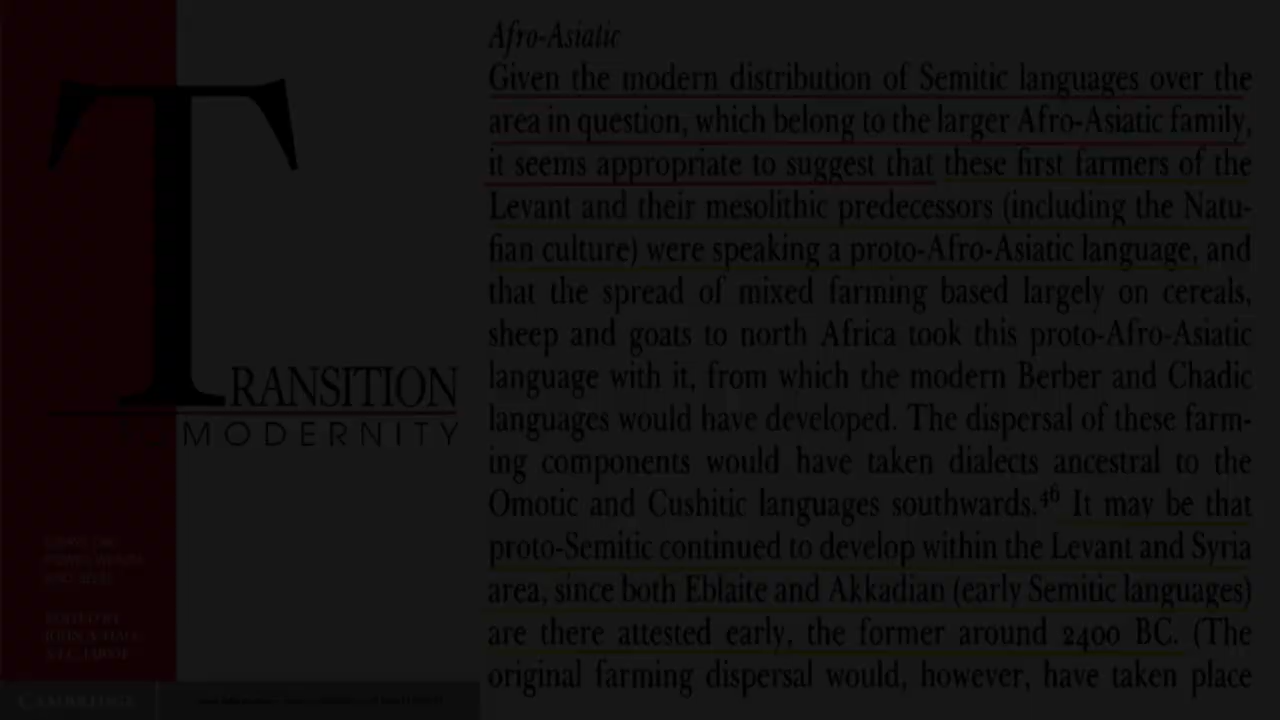 TRANSITION
MODERNITY
EDITED BY
JOHN A. HALL
CAMBRIDGE
Afro-Asiatic
Given the modern distribution of Semitic languages over the
area in question, which belong to the larger Afro-Asiatic family,
it seems appropriate to suggest that these first farmers of the
Levant and their mesolithic predecessors (including the Natu-
fian culture) were speaking a proto-Afro-Asiatic language, and
that the spread of mixed farming based largely on cereals,
sheep and goats to north Africa took this proto-Afro-Asiatic
language with it, from which the modern Berber and Chadic
languages would have developed. The dispersal of these farm-
ing components would have taken dialects ancestral to the
Omotic and Cushitic languages southwards.⁴⁶ It may be that
proto-Semitic continued to develop within the Levant and Syria
area, since both Eblaite and Akkadian (early Semitic languages)
are there attested early, the former around 2400 BC. (The
original farming dispersal would, however, have taken place